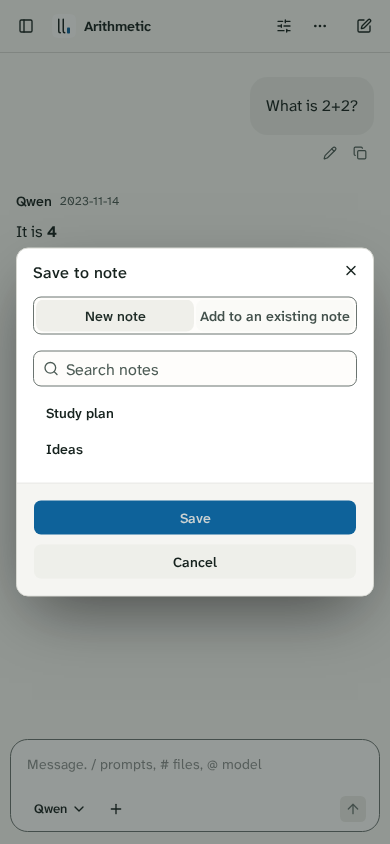 Arithmetic
What is 2+2?
Qwen 2023-11-14
It is 4
Save to note
New note
Add to an existing note
Search notes
Study plan
Ideas
Save
Cancel
Message. / prompts, # files, @ model
Qwen